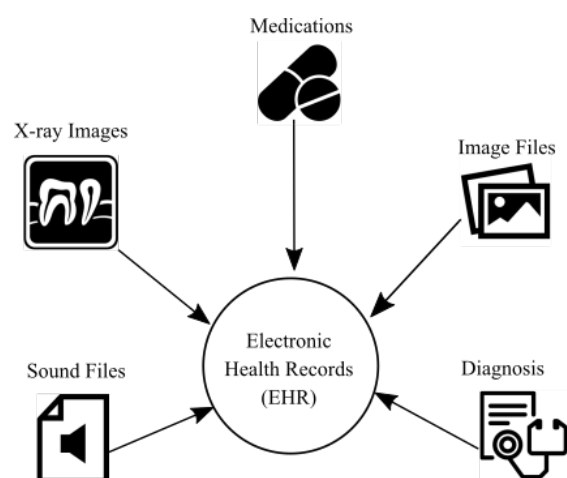 Medications
X-ray Images
Image Files
Electronic
Health Records
(EHR)
Sound Files
Diagnosis